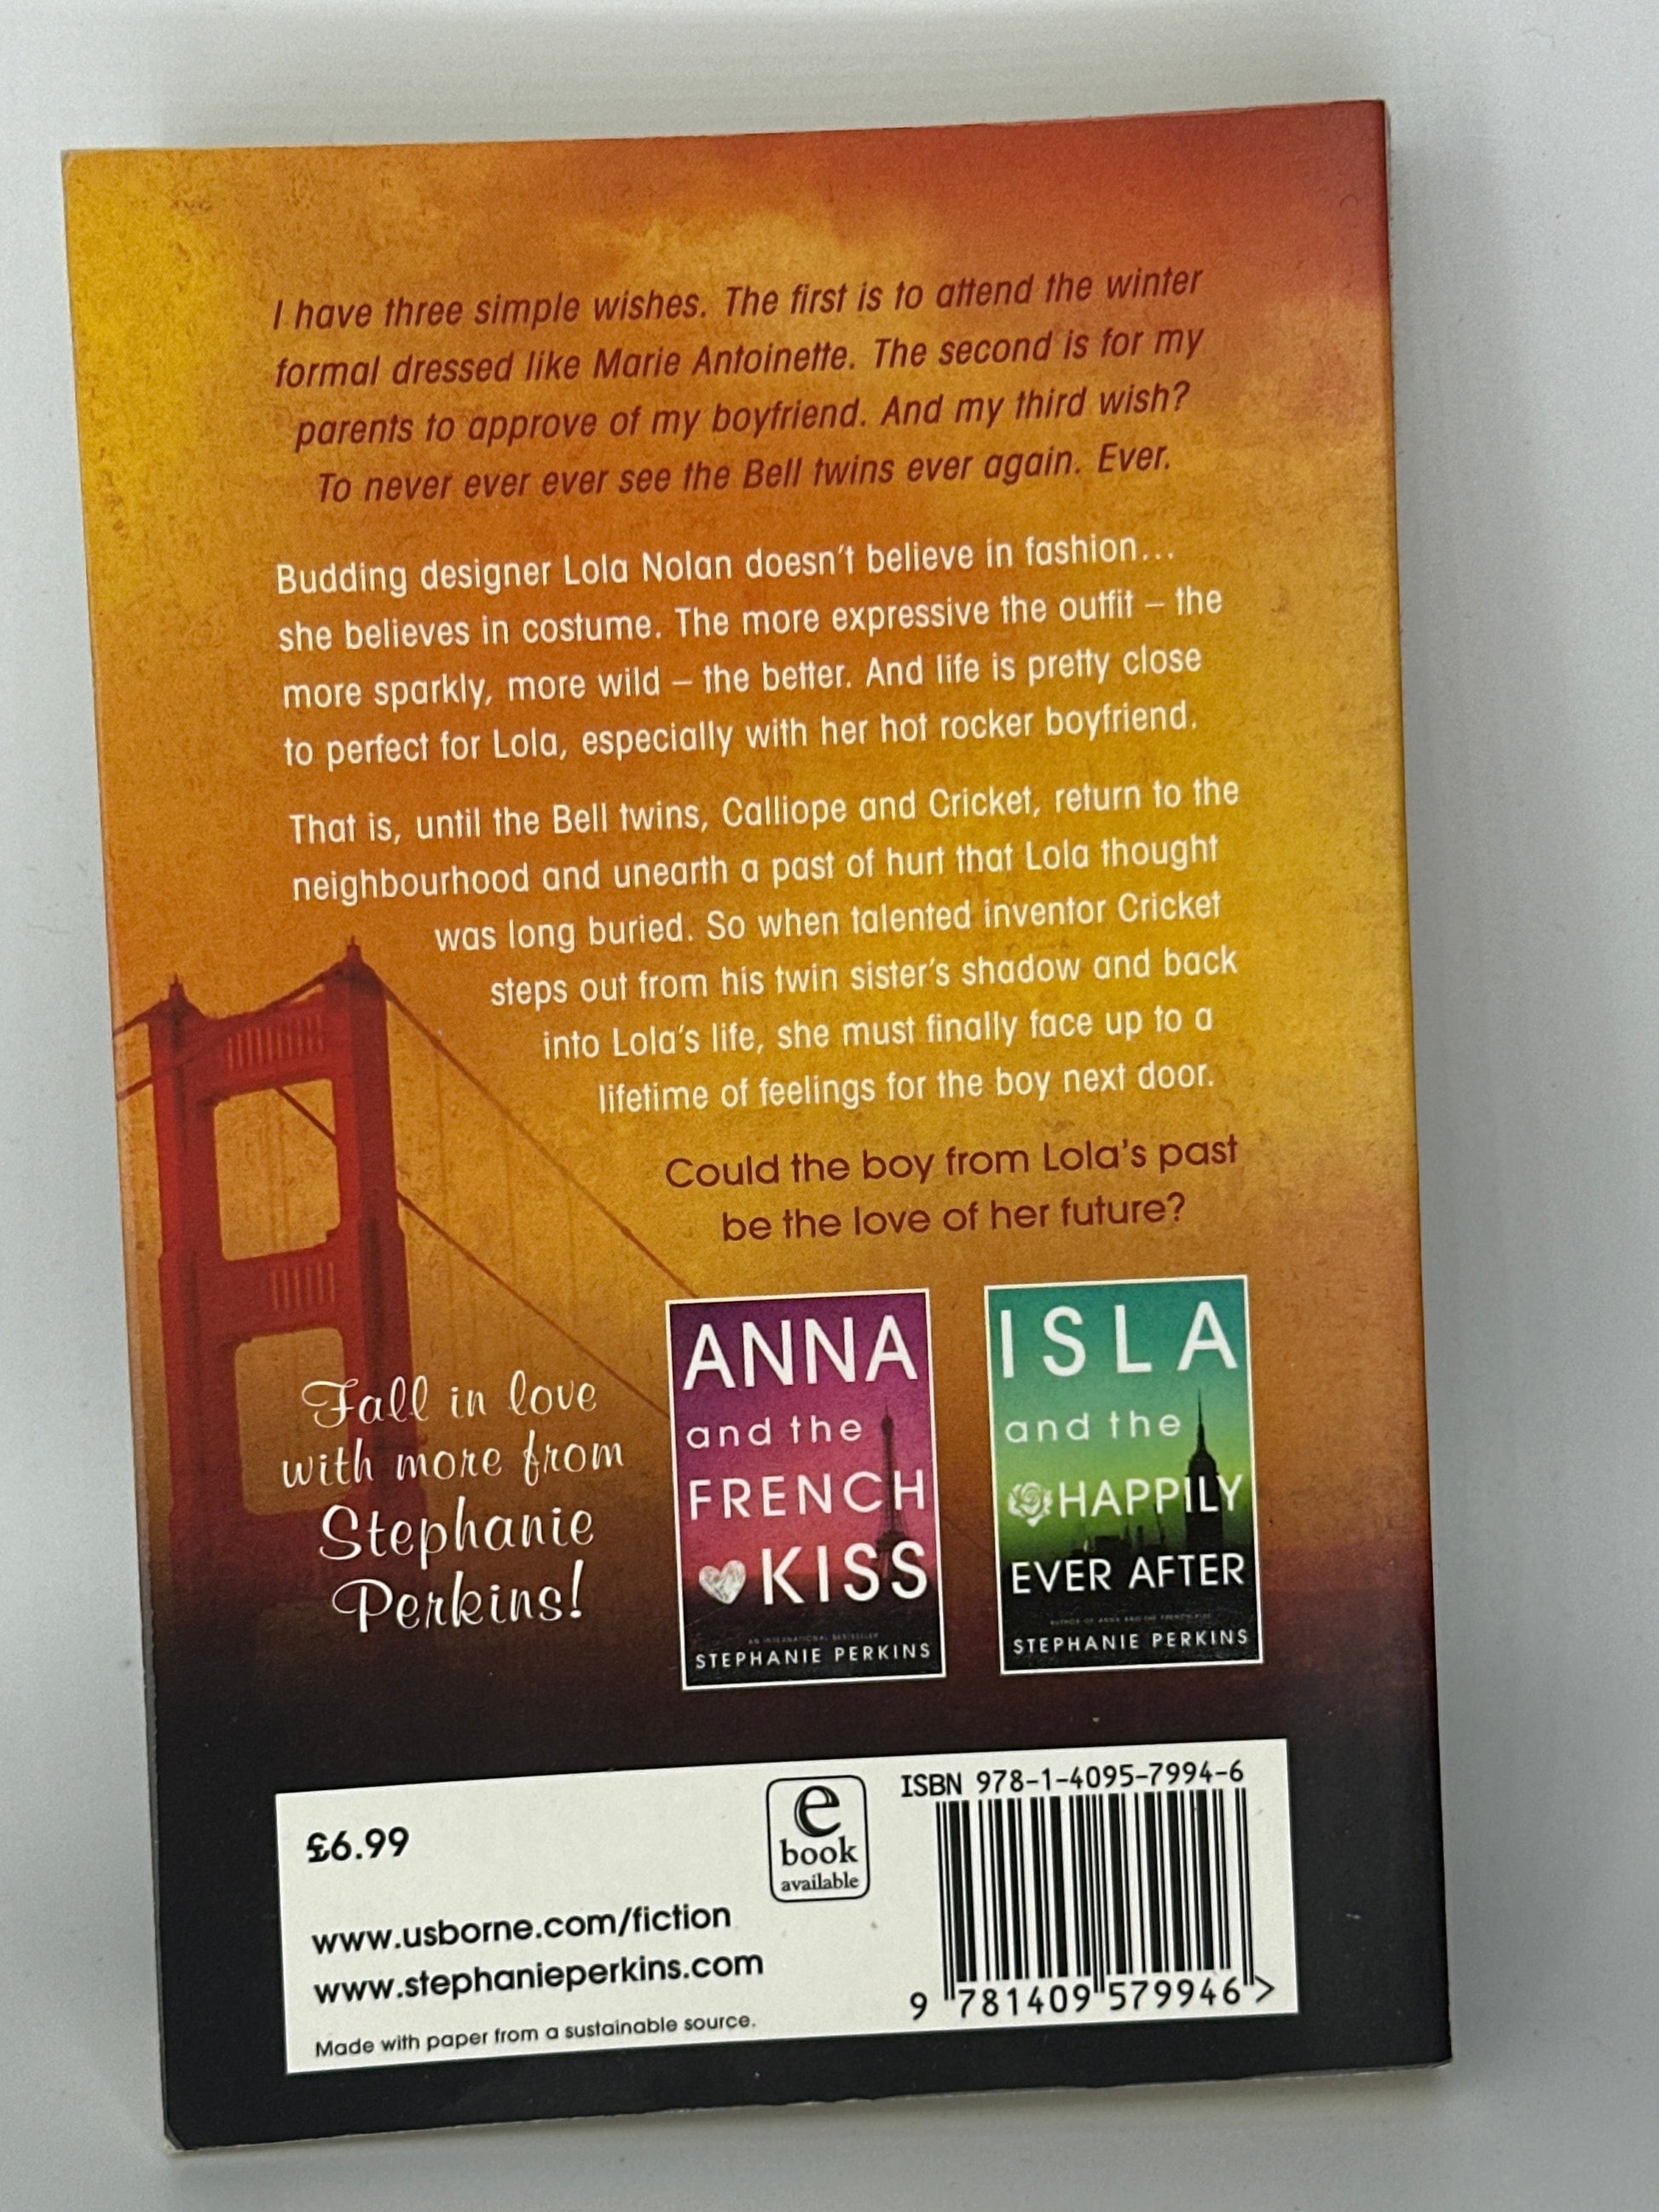 I have three simple wishes. The first is to attend the winter
formal dressed like Marie Antoinette. The second is for my
parents to approve of my boyfriend. And my third wish?
To never ever ever see the Bell twins ever again. Ever.
Budding designer Lola Nolan doesn't believe in fashion...
she believes in costume. The more expressive the outfit – the
more sparkly, more wild – the better. And life is pretty close
to perfect for Lola, especially with her hot rocker boyfriend.
That is, until the Bell twins, Calliope and Cricket, return to the
neighbourhood and unearth a past of hurt that Lola thought
was long buried. So when talented inventor Cricket
steps out from his twin sister's shadow and back
into Lola's life, she must finally face up to a
lifetime of feelings for the boy next door.
Could the boy from Lola's past
be the love of her future?
Fall in love
with more from
Stephanie
Perkins!
ANNA
and the
FRENCH
KISS
AN INTERNATIONAL BESTSELLER
STEPHANIE PERKINS
ISLA
and the
HAPPILY
EVER AFTER
AUTHOR OF ANNA AND THE FRENCH KISS
STEPHANIE PERKINS
£6.99
www.usborne.com/fiction
www.stephanieperkins.com
Made with paper from a sustainable source.
e
book
available
ISBN 978-1-4095-7994-6
9 781409 579946 >